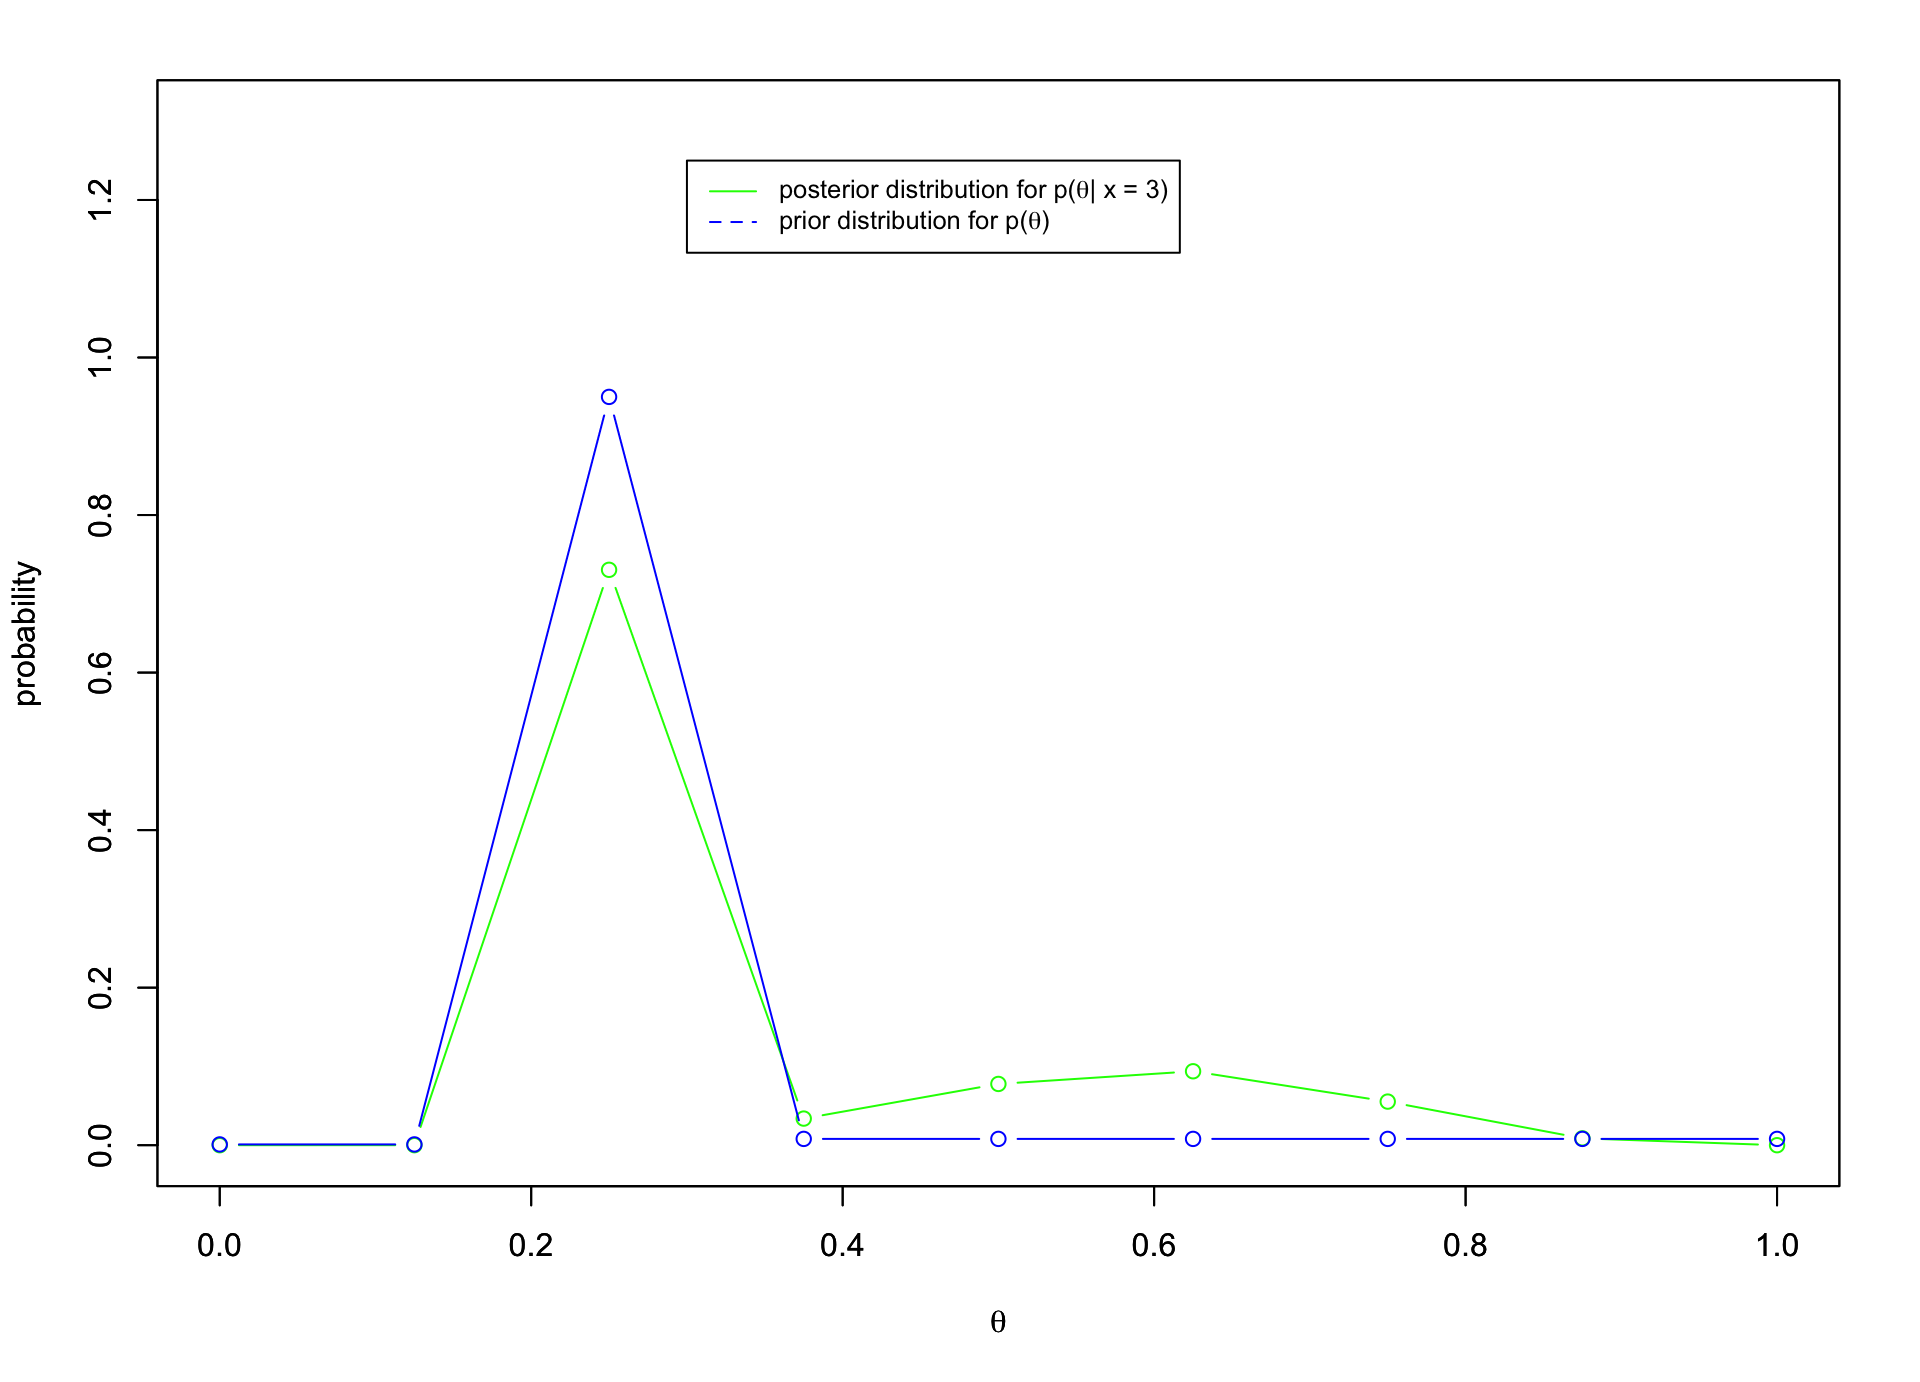 posterior distribution for p(θ| x = 3)
prior distribution for p(θ)
probability
1.2
1.0
0.8
0.6
0.4
0.2
0.0
0.0 0.2 0.4 0.6 0.8 1.0
θ